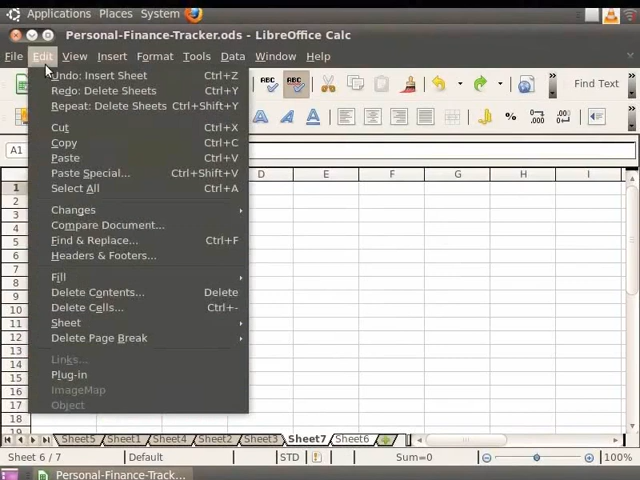 Applications Places System
Personal-Finance-Tracker.ods - LibreOffice Calc
File Edit View Insert Format Tools Data Window Help
Undo: Insert Sheet Ctrl+Z
Redo: Delete Sheets Ctrl+Y
Repeat: Delete Sheets Ctrl+Shift+Y
Cut Ctrl+X
Copy Ctrl+C
Paste Ctrl+V
Paste Special... Ctrl+Shift+V
Select All Ctrl+A
Changes
Compare Document...
Find & Replace... Ctrl+F
Headers & Footers...
Fill
Delete Contents... Delete
Delete Cells... Ctrl+-
Sheet
Delete Page Break
Links...
Plug-in
ImageMap
Object
ABC ABC Find Text
% .000 .000
A1
D E F G H I
1
2
3
4
5
6
7
8
9
10
11
12
13
14
15
16
17
18
19
Sheet5 Sheet1 Sheet4 Sheet2 Sheet3 Sheet7 Sheet6
Sheet 6 / 7 Default STD Sum=0 100%
Personal-Finance-Track...